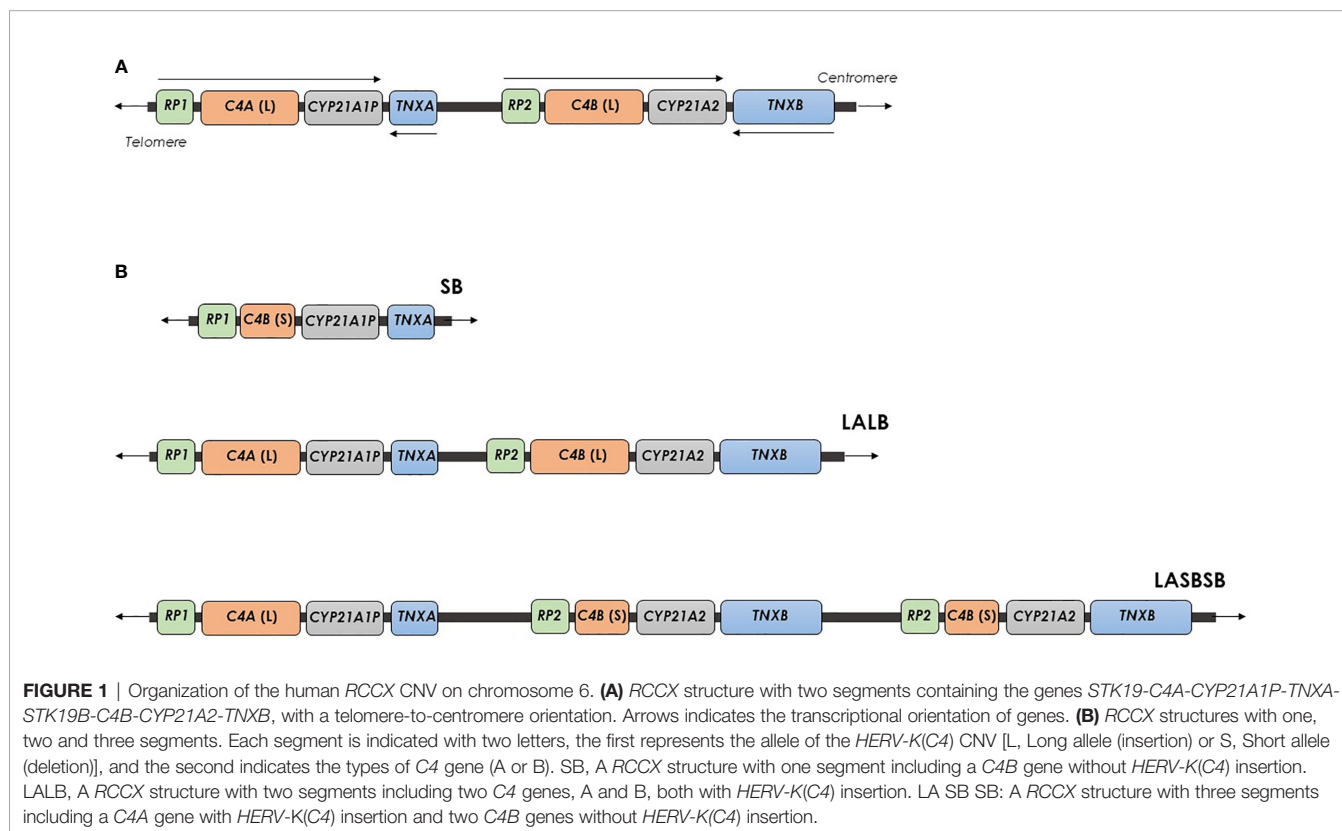 A
Centromere
RP1 C4A (L) CYP21A1P TNXA RP2 C4B (L) CYP21A2 TNXB
Telomere
B
SB
RP1 C4B (S) CYP21A1P TNXA
LALB
RP1 C4A (L) CYP21A1P TNXA RP2 C4B (L) CYP21A2 TNXB
LASBSB
RP1 C4A (L) CYP21A1P TNXA RP2 C4B (S) CYP21A2 TNXB RP2 C4B (S) CYP21A2 TNXB
FIGURE 1 | Organization of the human RCCX CNV on chromosome 6. (A) RCCX structure with two segments containing the genes STK19-C4A-CYP21A1P-TNXA-
STK19B-C4B-CYP21A2-TNXB, with a telomere-to-centromere orientation. Arrows indicates the transcriptional orientation of genes. (B) RCCX structures with one,
two and three segments. Each segment is indicated with two letters, the first represents the allele of the HERV-K(C4) CNV [L, Long allele (insertion) or S, Short allele
(deletion)], and the second indicates the types of C4 gene (A or B). SB, A RCCX structure with one segment including a C4B gene without HERV-K(C4) insertion.
LALB, A RCCX structure with two segments including two C4 genes, A and B, both with HERV-K(C4) insertion. LA SB SB: A RCCX structure with three segments
including a C4A gene with HERV-K(C4) insertion and two C4B genes without HERV-K(C4) insertion.